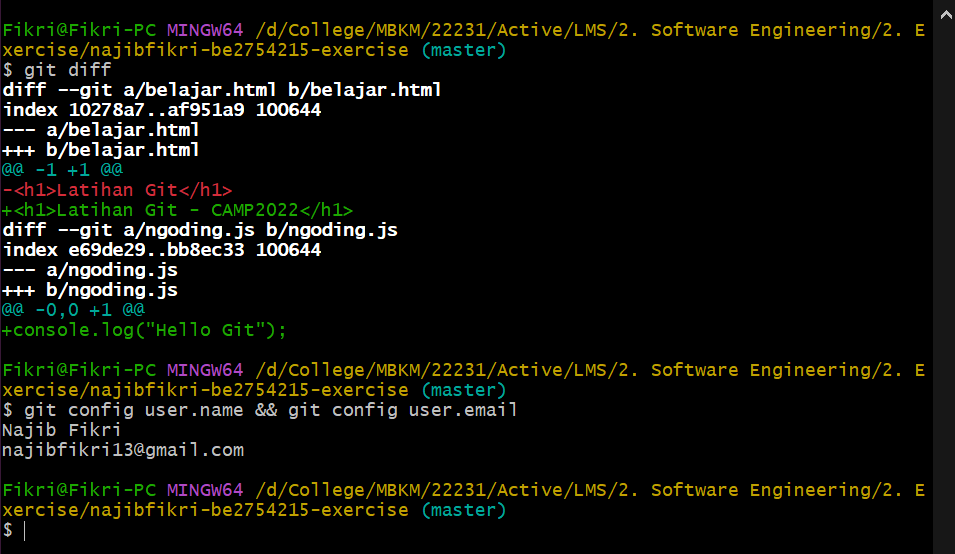 Fikri@Fikri-PC MINGW64 /d/College/MBKM/22231/Active/LMS/2. Software Engineering/2. E
xercise/najibfikri-be2754215-exercise (master)
$ git diff
diff --git a/belajar.html b/belajar.html
index 10278a7..af951a9 100644
--- a/belajar.html
+++ b/belajar.html
@@ -1 +1 @@
-<h1>Latihan Git</h1>
+<h1>Latihan Git - CAMP2022</h1>
diff --git a/ngoding.js b/ngoding.js
index e69de29..bb8ec33 100644
--- a/ngoding.js
+++ b/ngoding.js
@@ -0,0 +1 @@
+console.log("Hello Git");
Fikri@Fikri-PC MINGW64 /d/College/MBKM/22231/Active/LMS/2. Software Engineering/2. E
xercise/najibfikri-be2754215-exercise (master)
$ git config user.name && git config user.email
Najib Fikri
najibfikri13@gmail.com
Fikri@Fikri-PC MINGW64 /d/College/MBKM/22231/Active/LMS/2. Software Engineering/2. E
xercise/najibfikri-be2754215-exercise (master)
$